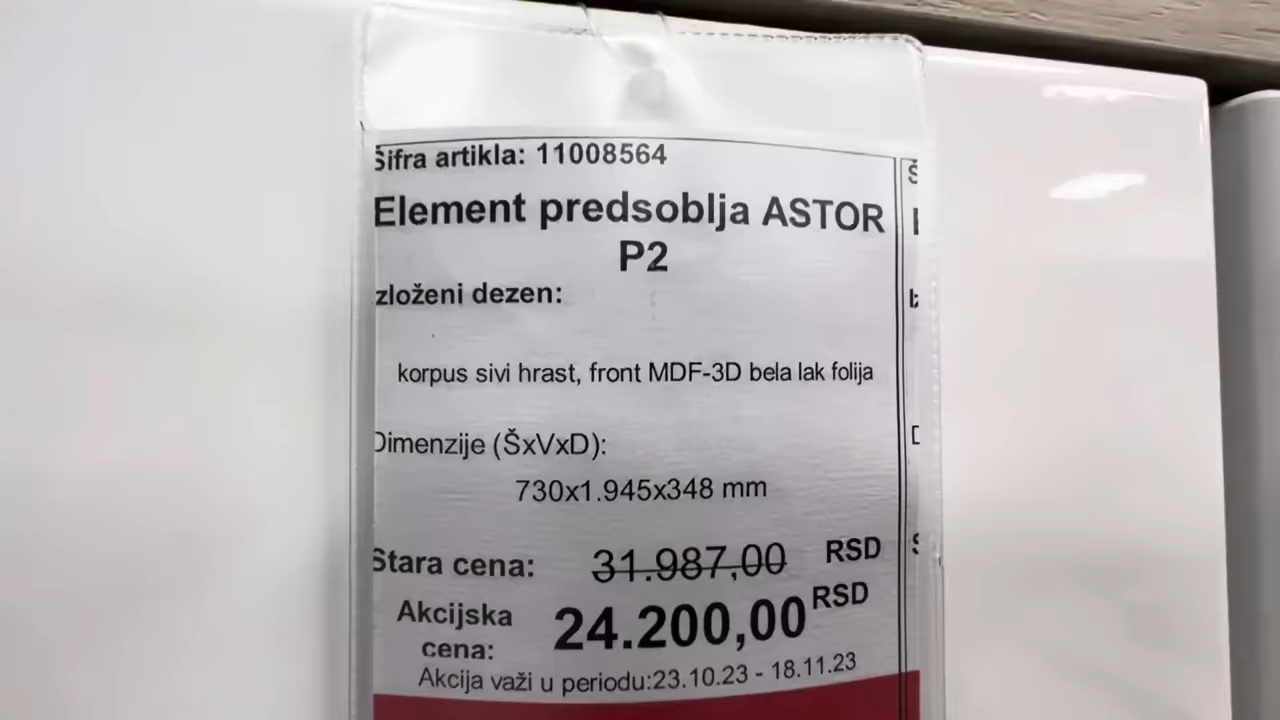 Šifra artikla: 11008564
Element predsoblja ASTOR
P2
zloženi dezen:
korpus sivi hrast, front MDF-3D bela lak folija
Dimenzije (ŠxVxD):
730x1.945x348 mm
Stara cena: 31.987,00 RSD
Akcijska cena: 24.200,00 RSD
Akcija važi u periodu:23.10.23 - 18.11.23